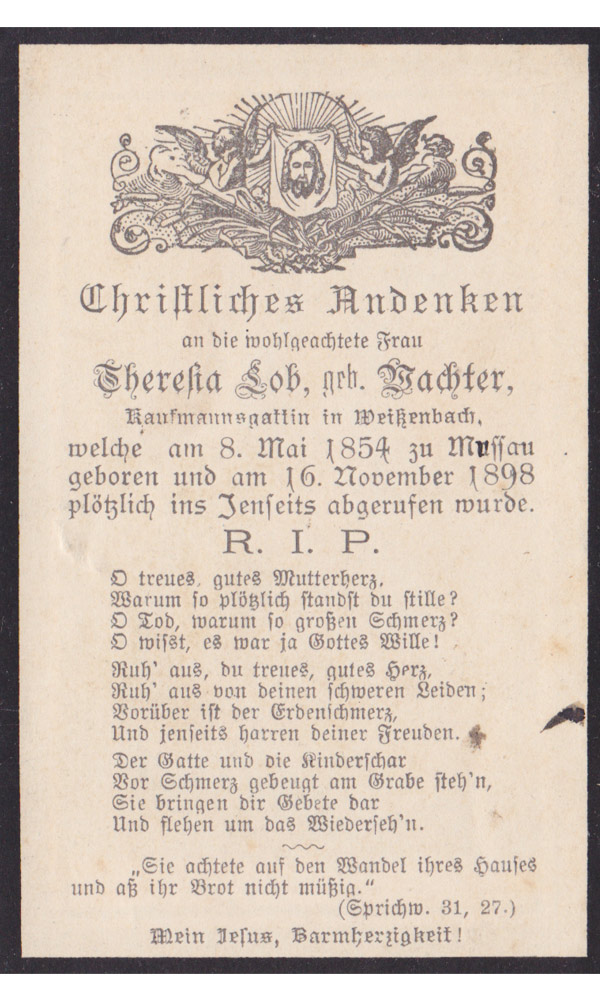 Christliches Andenken
an die wohlgeachtete Frau
Theresia Lob, geb. Wachter,
Kaufmannsgattin in Weißenbach,
welche am 8. Mai 1854 zu Mussau
geboren und am 16. November 1898
plötzlich ins Jenseits abgerufen wurde.
R. I. P.
O treues, gutes Mutterherz,
Warum so plötzlich standst du stille?
O Tod, warum so großen Schmerz?
O wisst, es war ja Gottes Wille!
Ruh' aus, du treues, gutes Herz,
Ruh' aus von deinen schweren Leiden;
Vorüber ist der Erdenschmerz,
Und jenseits harren deiner Freuden.
Der Gatte und die Kinderschar
Vor Schmerz gebeugt am Grabe steh'n,
Sie bringen dir Gebete dar
Und flehen um das Wiederseh'n.
„Sie achtete auf den Wandel ihres Hauses
und aß ihr Brot nicht müßig.“
(Sprichw. 31, 27.)
Mein Jesus, Barmherzigkeit!